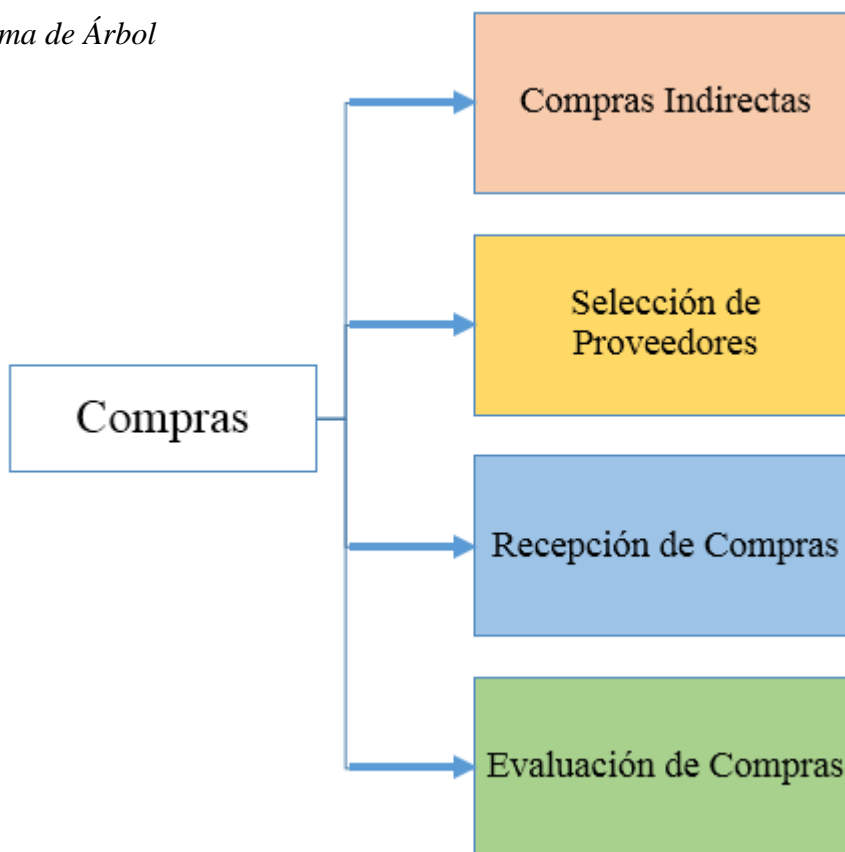 ma de Árbol
Compras Indirectas
Selección de
Proveedores
Compras
Recepción de Compras
Evaluación de Compras